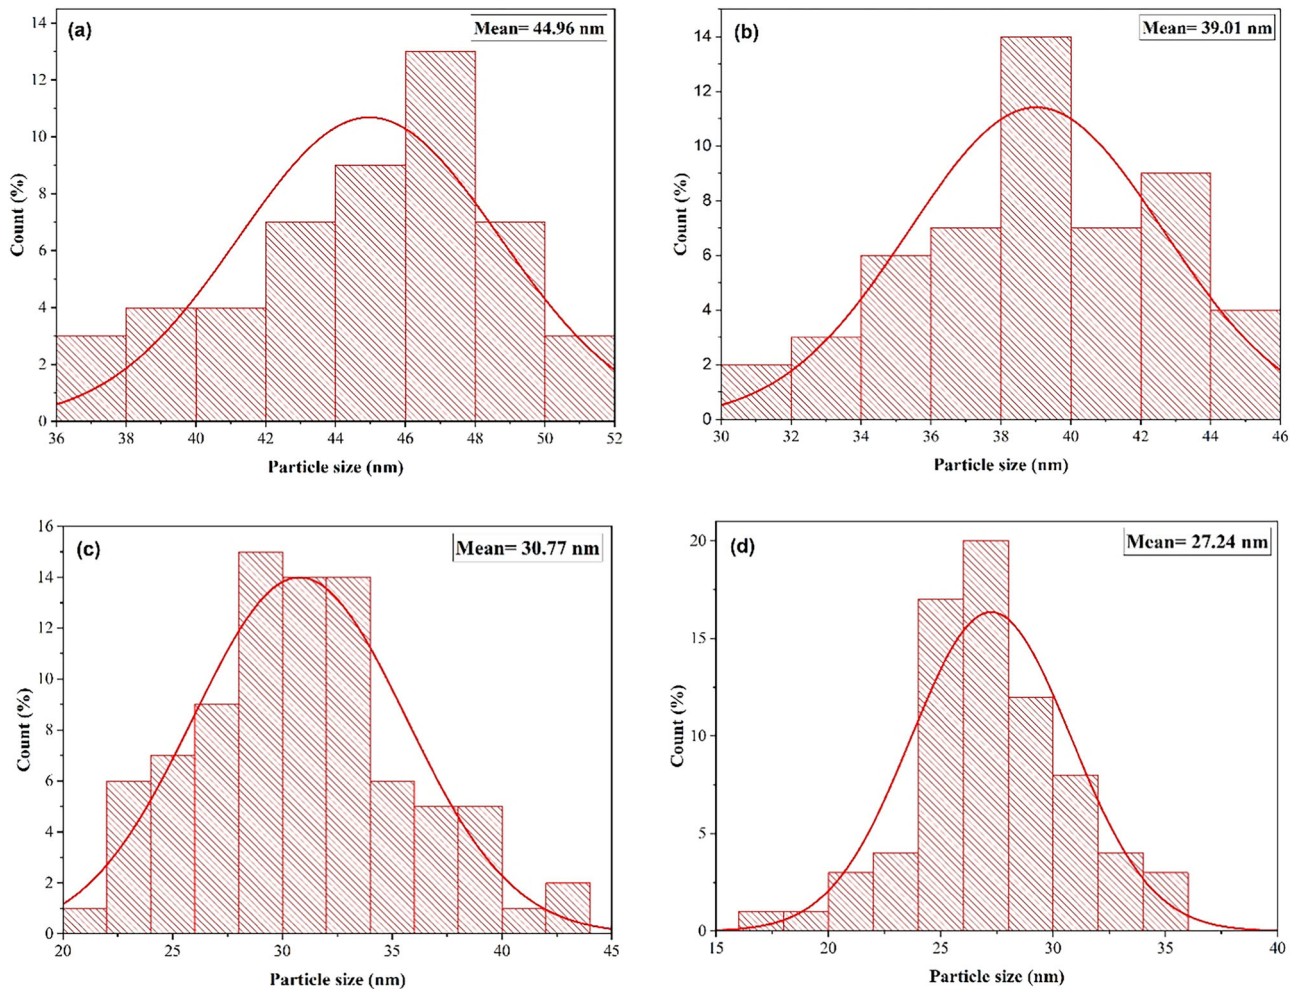 (a)
Mean= 44.96 nm
14
12
10
8
6
4
2
0
Count (%)
36 38 40 42 44 46 48 50 52
Particle size (nm)
(b)
Mean= 39.01 nm
14
12
10
8
6
4
2
0
Count (%)
30 32 34 36 38 40 42 44 46
Particle size (nm)
(c)
Mean= 30.77 nm
16
14
12
10
8
6
4
2
0
Count (%)
20 25 30 35 40 45
Particle size (nm)
(d)
Mean= 27.24 nm
20
15
10
5
0
Count (%)
15 20 25 30 35 40
Particle size (nm)